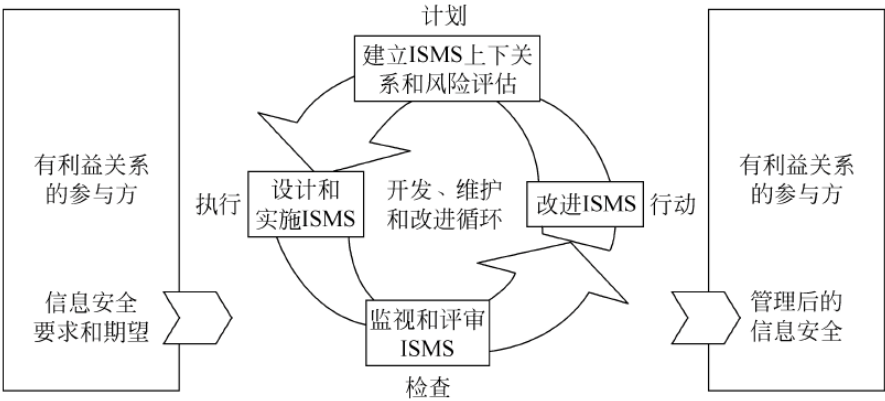 计划
建立ISMS上下关
系和风险评估
有利益关系
的参与方
执行
设计和
实施ISMS
开发、维护
和改进循环
改进ISMS
行动
有利益关系
的参与方
信息安全
要求和期望
监视和评审
ISMS
检查
管理后的
信息安全